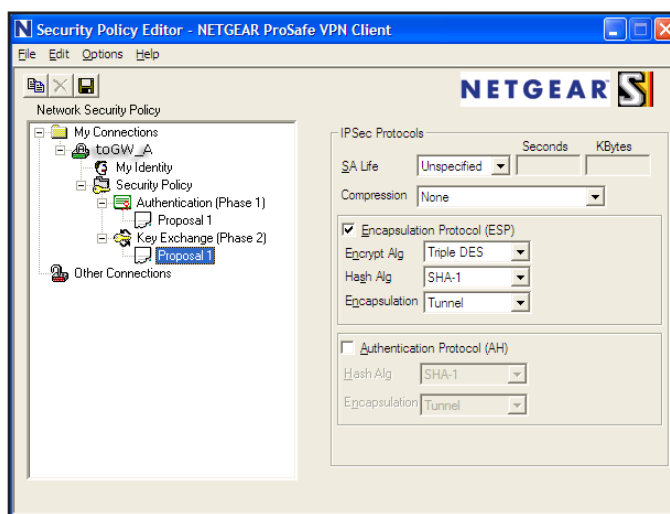 N Security Policy Editor - NETGEAR ProSafe VPN Client
File Edit Options Help
NETGEAR S
Network Security Policy
My Connections
toGW_A
My Identity
Security Policy
Authentication (Phase 1)
Proposal 1
Key Exchange (Phase 2)
Proposal 1
Other Connections
IPSec Protocols
Seconds KBytes
SA Life Unspecified
Compression None
Encapsulation Protocol (ESP)
Encrypt Alg Triple DES
Hash Alg SHA-1
Encapsulation Tunnel
Authentication Protocol (AH)
Hash Alg SHA-1
Encapsulation Tunnel